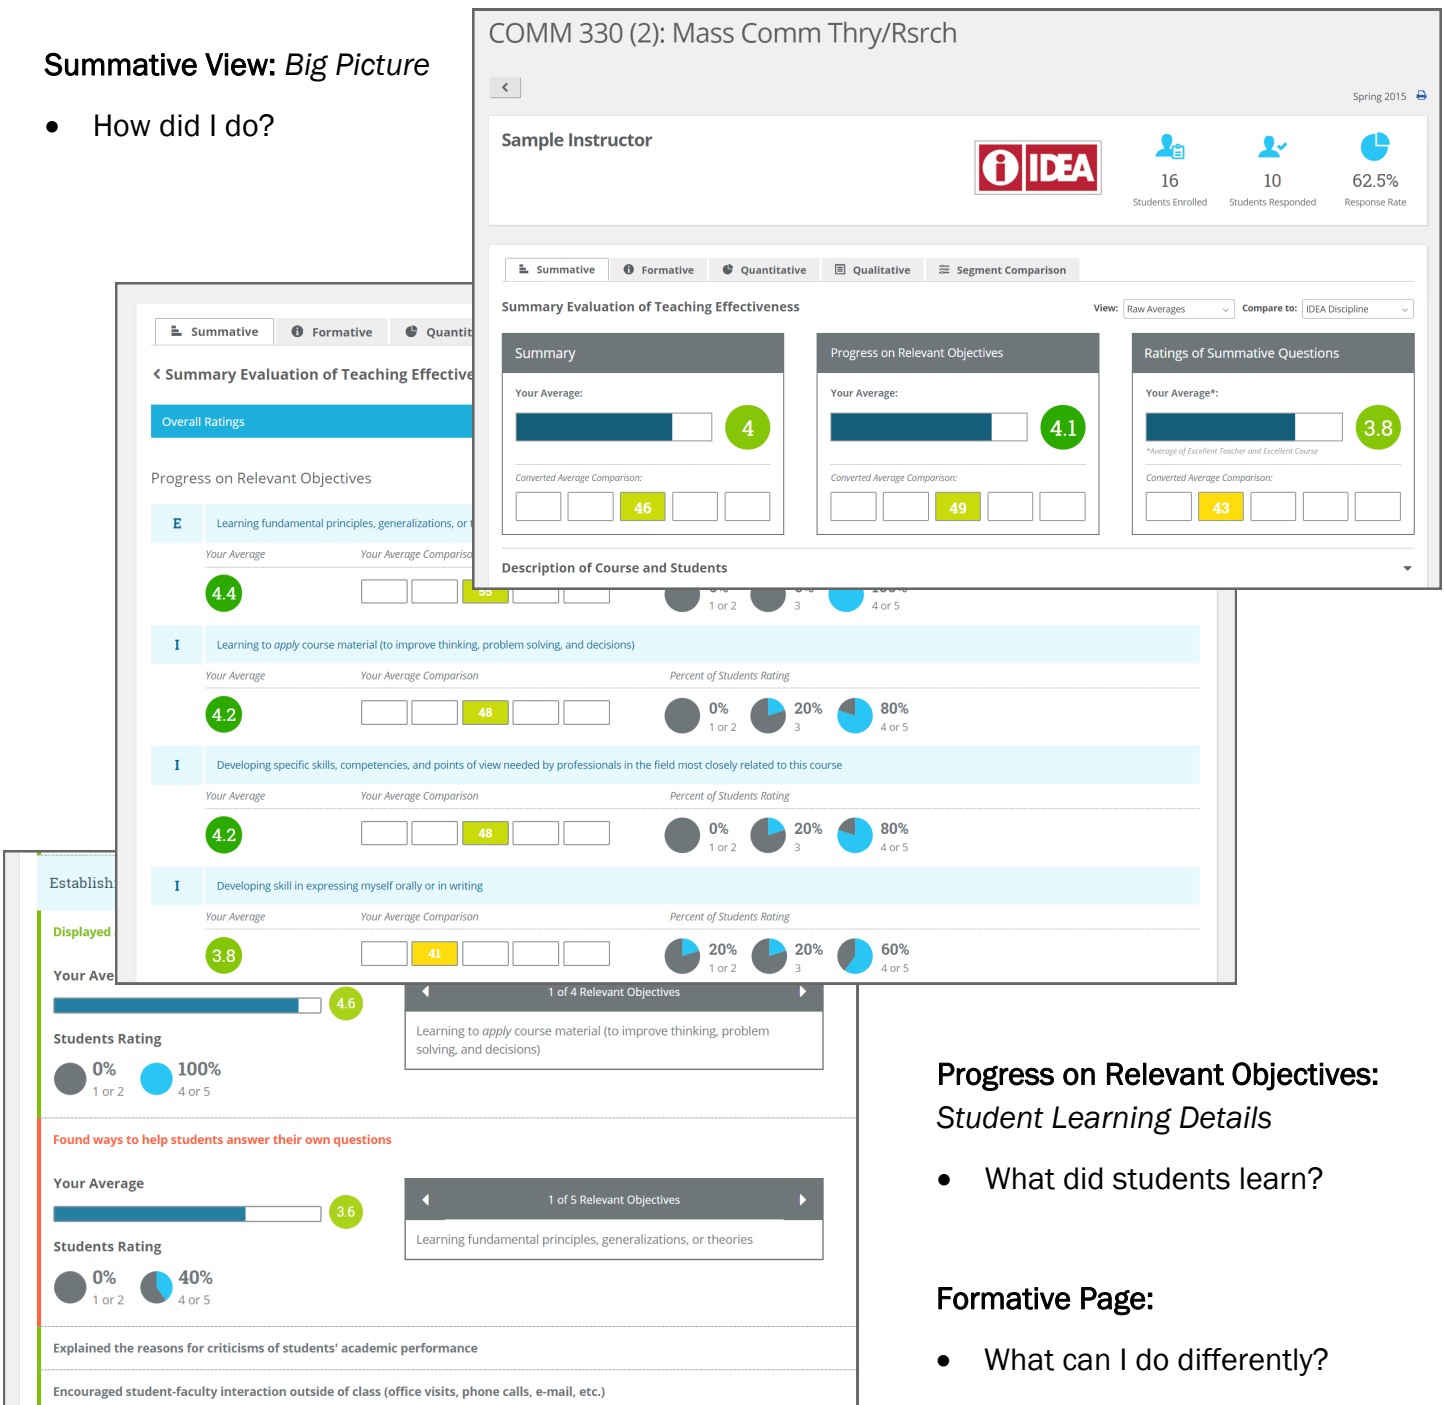 Summative View: Big Picture
• How did I do?
COMM 330 (2): Mass Comm Thry/Rsrch
Spring 2015
Sample Instructor
i IDEA
16
Students Enrolled
10
Students Responded
62.5%
Response Rate
Summative Formative Quantitative Qualitative Segment Comparison
Summary Evaluation of Teaching Effectiveness
View: Raw Averages Compare to: IDEA Discipline
Summary
Your Average:
4
Converted Average Comparison:
46
Progress on Relevant Objectives
Your Average:
4.1
Converted Average Comparison:
49
Ratings of Summative Questions
Your Average*:
3.8
*Average of Excellent Teacher and Excellent Course
Converted Average Comparison:
43
Description of Course and Students
Summative Formative Quantit
Summary Evaluation of Teaching Effective
Overall Ratings
Progress on Relevant Objectives
E Learning fundamental principles, generalizations, or
Your Average Your Average Compariso
4.4 55
1 or 2 3 4 or 5
I Learning to apply course material (to improve thinking, problem solving, and decisions)
Your Average Your Average Comparison Percent of Students Rating
4.2 48 0% 20% 80%
1 or 2 3 4 or 5
I Developing specific skills, competencies, and points of view needed by professionals in the field most closely related to this course
Your Average Your Average Comparison Percent of Students Rating
4.2 48 0% 20% 80%
1 or 2 3 4 or 5
I Developing skill in expressing myself orally or in writing
Your Average Your Average Comparison Percent of Students Rating
3.8 41 20% 20% 60%
1 or 2 3 4 or 5
Establish
Displayed
Your Ave
4.6
Students Rating
0% 100%
1 or 2 4 or 5
1 of 4 Relevant Objectives
Learning to apply course material (to improve thinking, problem
solving, and decisions)
Found ways to help students answer their own questions
Your Average
3.6
Students Rating
0% 40%
1 or 2 4 or 5
1 of 5 Relevant Objectives
Learning fundamental principles, generalizations, or theories
Explained the reasons for criticisms of students' academic performance
Encouraged student-faculty interaction outside of class (office visits, phone calls, e-mail, etc.)
Progress on Relevant Objectives:
Student Learning Details
• What did students learn?
Formative Page:
• What can I do differently?